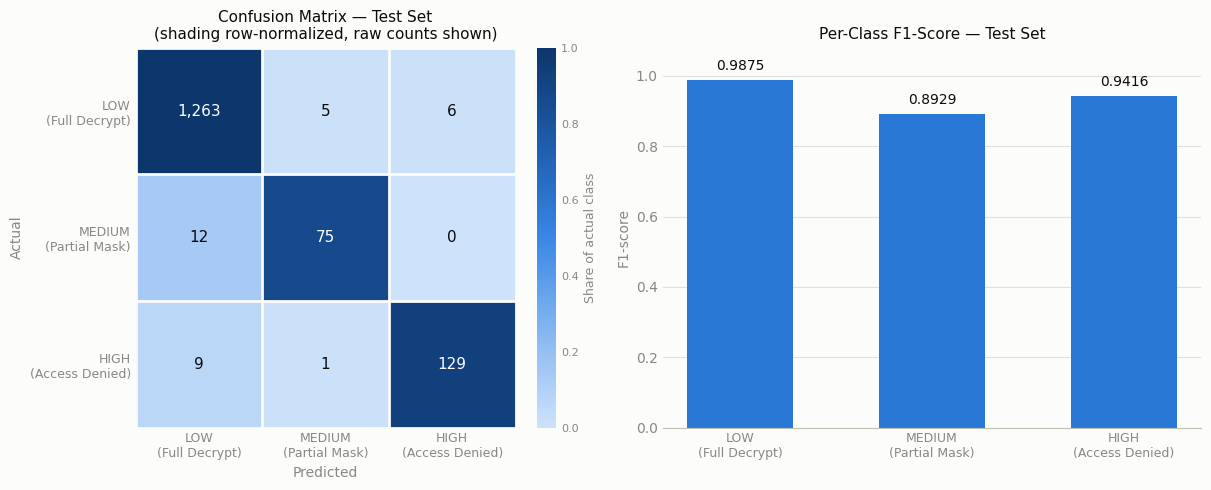 Confusion Matrix — Test Set
(shading row-normalized, raw counts shown)
Actual
LOW
(Full Decrypt)
1,263
5
6
MEDIUM
(Partial Mask)
12
75
0
HIGH
(Access Denied)
9
1
129
LOW
(Full Decrypt)
MEDIUM
(Partial Mask)
HIGH
(Access Denied)
Predicted
1.0
0.8
0.6
0.4
0.2
0.0
Share of actual class
Per-Class F1-Score — Test Set
F1-score
1.0
0.8
0.6
0.4
0.2
0.0
0.9875
0.8929
0.9416
LOW
(Full Decrypt)
MEDIUM
(Partial Mask)
HIGH
(Access Denied)